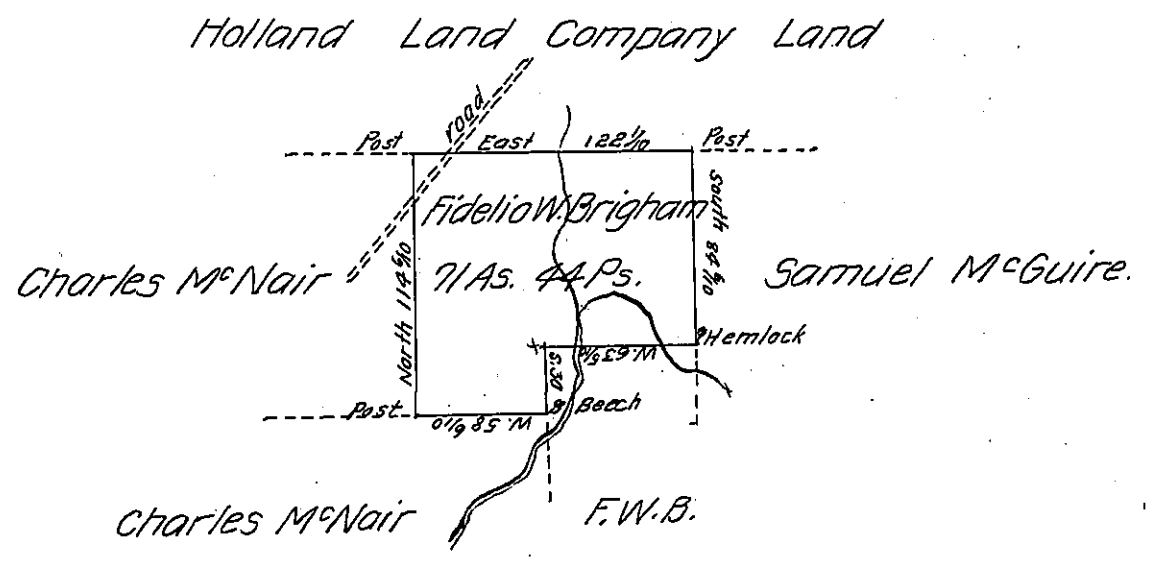 Holland Land Company Land
road
Post East 122 1/10 Post
Fidelio W. Brigham
South 84 6/10
Charles McNair
North 114 6/10
71 As. 44 Ps.
Samuel McGuire.
Hemlock
W. 63 5/10
S. 30
Post
W. 58 6/10
Beech
Charles McNair
F.W.B.